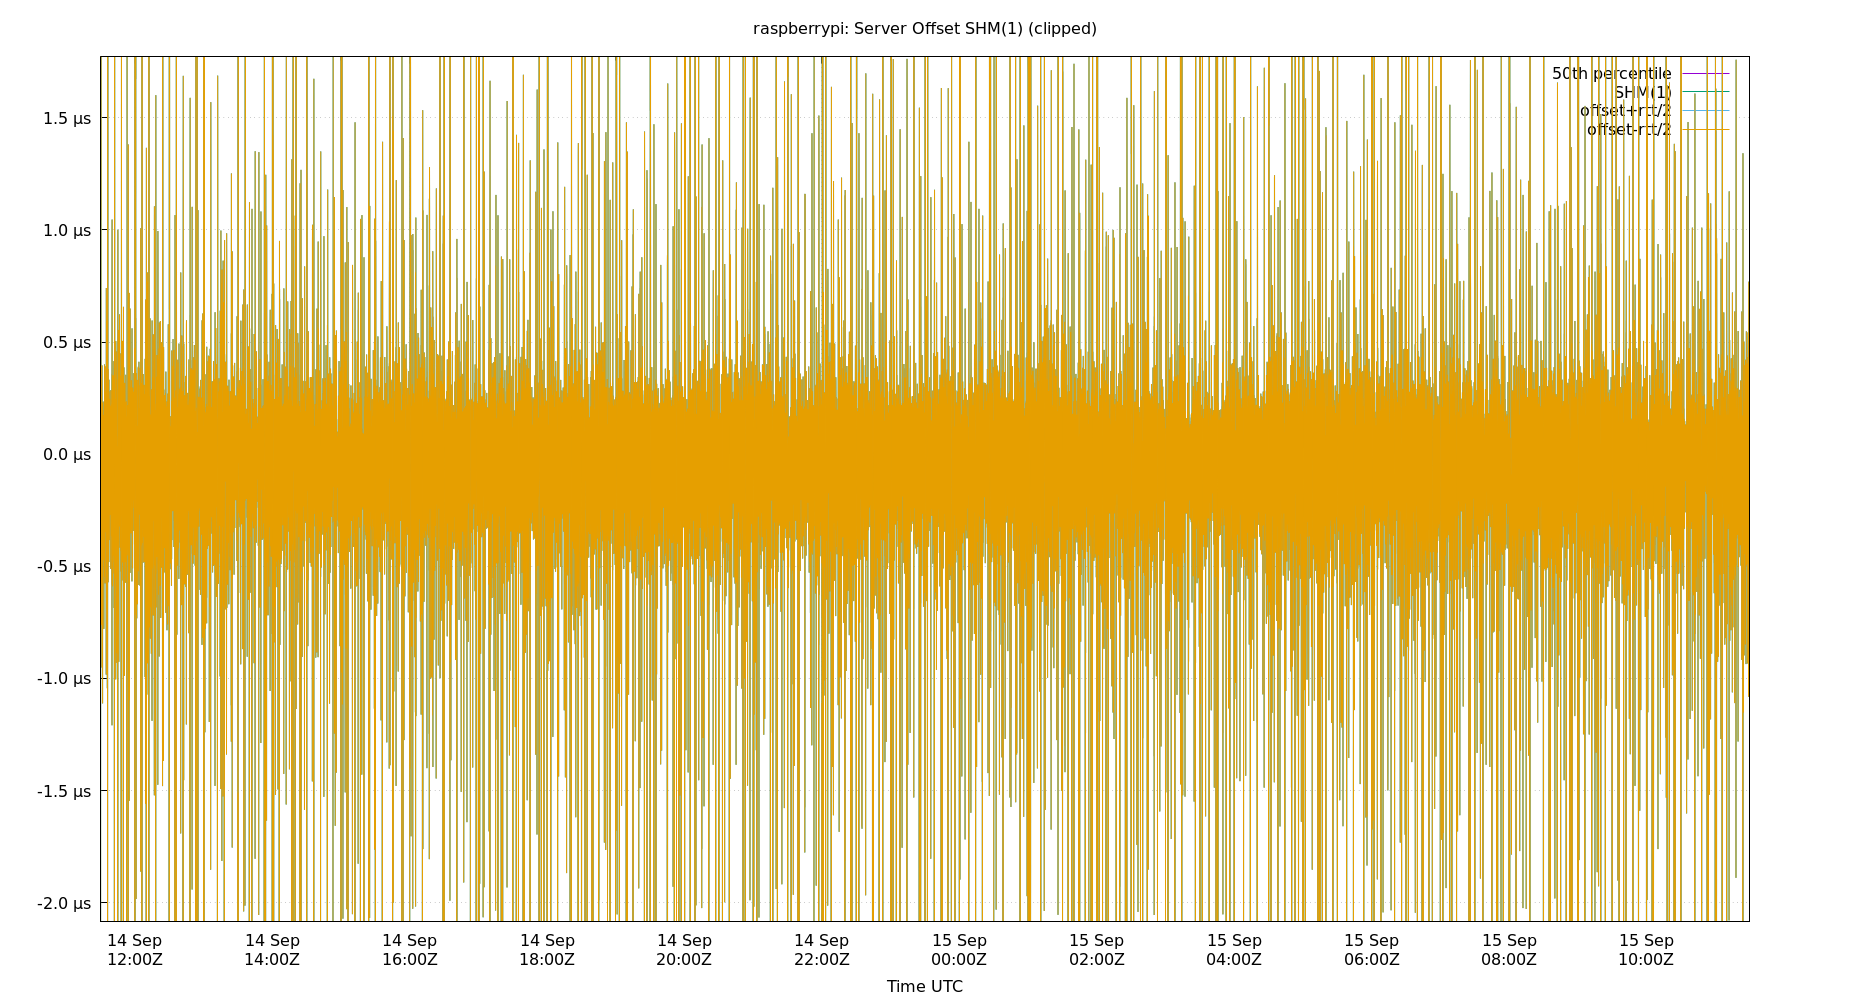 raspberrypi: Server Offset SHM(1) (clipped)
50th percentile
SHM(1)
offset+rtt/2
offset-rtt/2
1.5 µs
1.0 µs
0.5 µs
0.0 µs
-0.5 µs
-1.0 µs
-1.5 µs
-2.0 µs
14 Sep 14 Sep 14 Sep 14 Sep 14 Sep 14 Sep 15 Sep 15 Sep 15 Sep 15 Sep 15 Sep 15 Sep
12:00Z 14:00Z 16:00Z 18:00Z 20:00Z 22:00Z 00:00Z 02:00Z 04:00Z 06:00Z 08:00Z 10:00Z
Time UTC